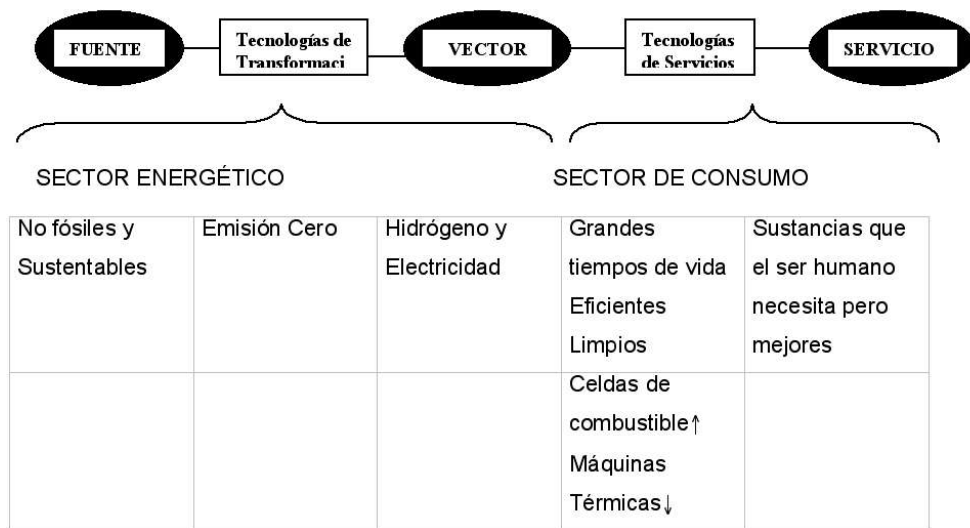 FUENTE
Tecnologías de
Transformaci
VECTOR
Tecnologías
de Servicios
SERVICIO
SECTOR ENERGÉTICO
SECTOR DE CONSUMO
No fósiles y
Sustentables
Emisión Cero
Hidrógeno y
Electricidad
Grandes
tiempos de vida
Eficientes
Limpios
Sustancias que
el ser humano
necesita pero
mejores
Celdas de
combustible↑
Máquinas
Térmicas↓